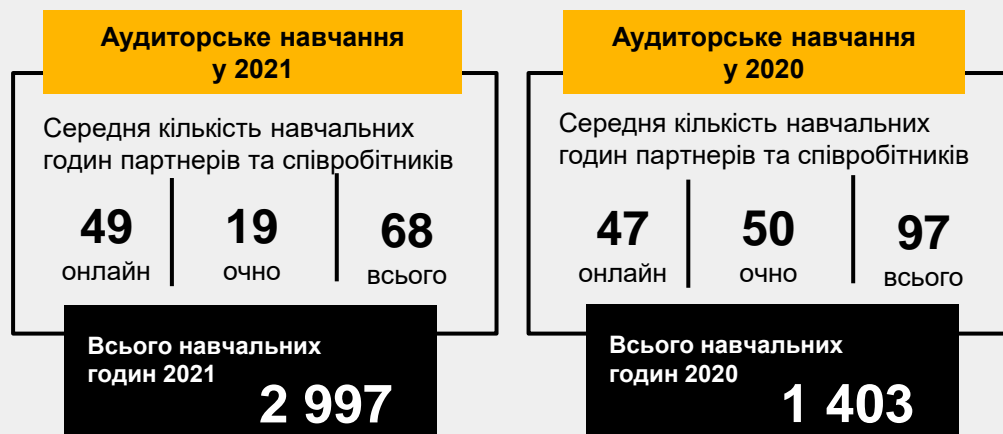 Аудиторське навчання
у 2021
Середня кількість навчальних
годин партнерів та співробітників
49
онлайн
19
очно
68
всього
Всього навчальних
годин 2021
2 997
Аудиторське навчання
у 2020
Середня кількість навчальних
годин партнерів та співробітників
47
онлайн
50
очно
97
всього
Всього навчальних
годин 2020
1 403